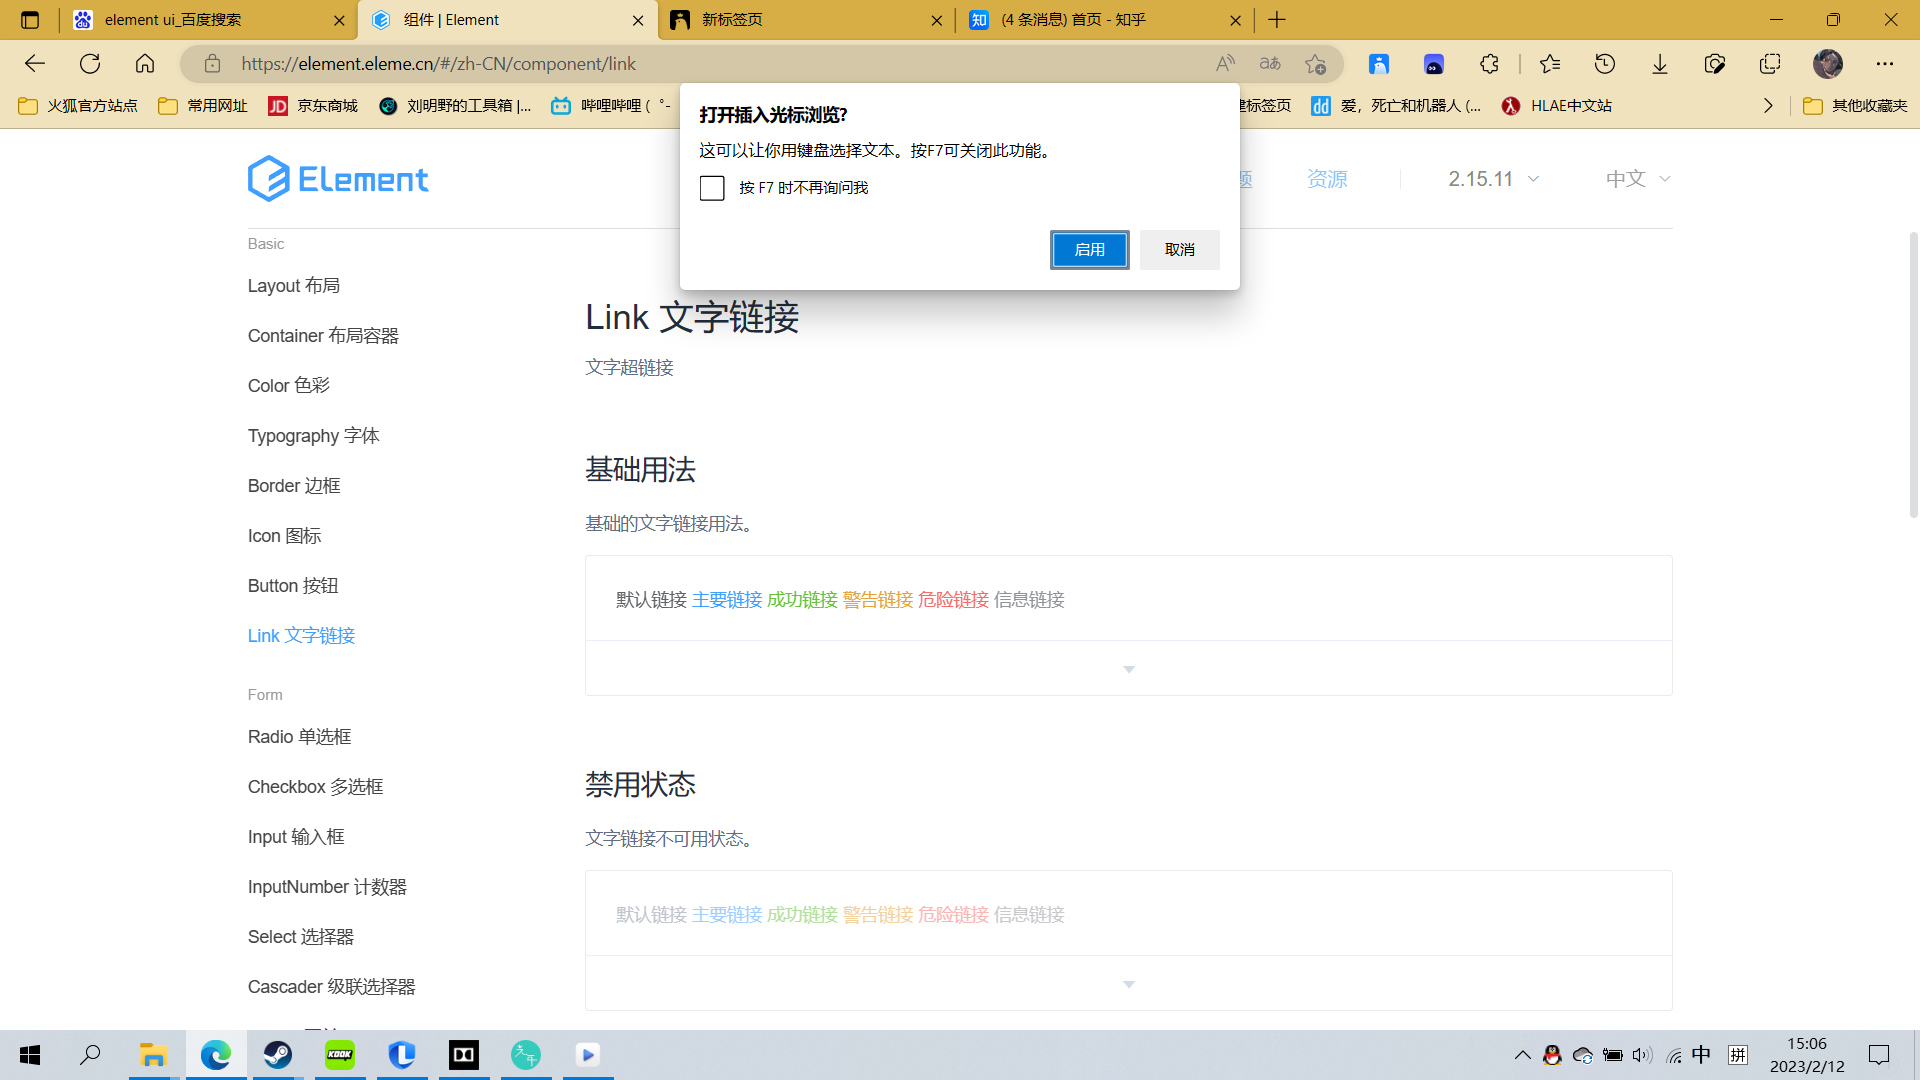 element ui_百度搜索
组件 | Element
新标签页
(4 条消息) 首页 - 知乎
https://element.eleme.cn/#/zh-CN/component/link
火狐官方站点
常用网址
京东商城
刘明野的工具箱 |...
哔哩哔哩 ( ゜-
建标签页
爱，死亡和机器人 (...
HLAE中文站
其他收藏夹
打开插入光标浏览?
这可以让你用键盘选择文本。按F7可关闭此功能。
按 F7 时不再询问我
启用
取消
Element
题
资源
2.15.11
中文
Basic
Layout 布局
Container 布局容器
Color 色彩
Typography 字体
Border 边框
Icon 图标
Button 按钮
Link 文字链接
Form
Radio 单选框
Checkbox 多选框
Input 输入框
InputNumber 计数器
Select 选择器
Cascader 级联选择器
Link 文字链接
文字超链接
基础用法
基础的文字链接用法。
默认链接 主要链接 成功链接 警告链接 危险链接 信息链接
禁用状态
文字链接不可用状态。
默认链接 主要链接 成功链接 警告链接 危险链接 信息链接
KOOK
中
拼
15:06
2023/2/12